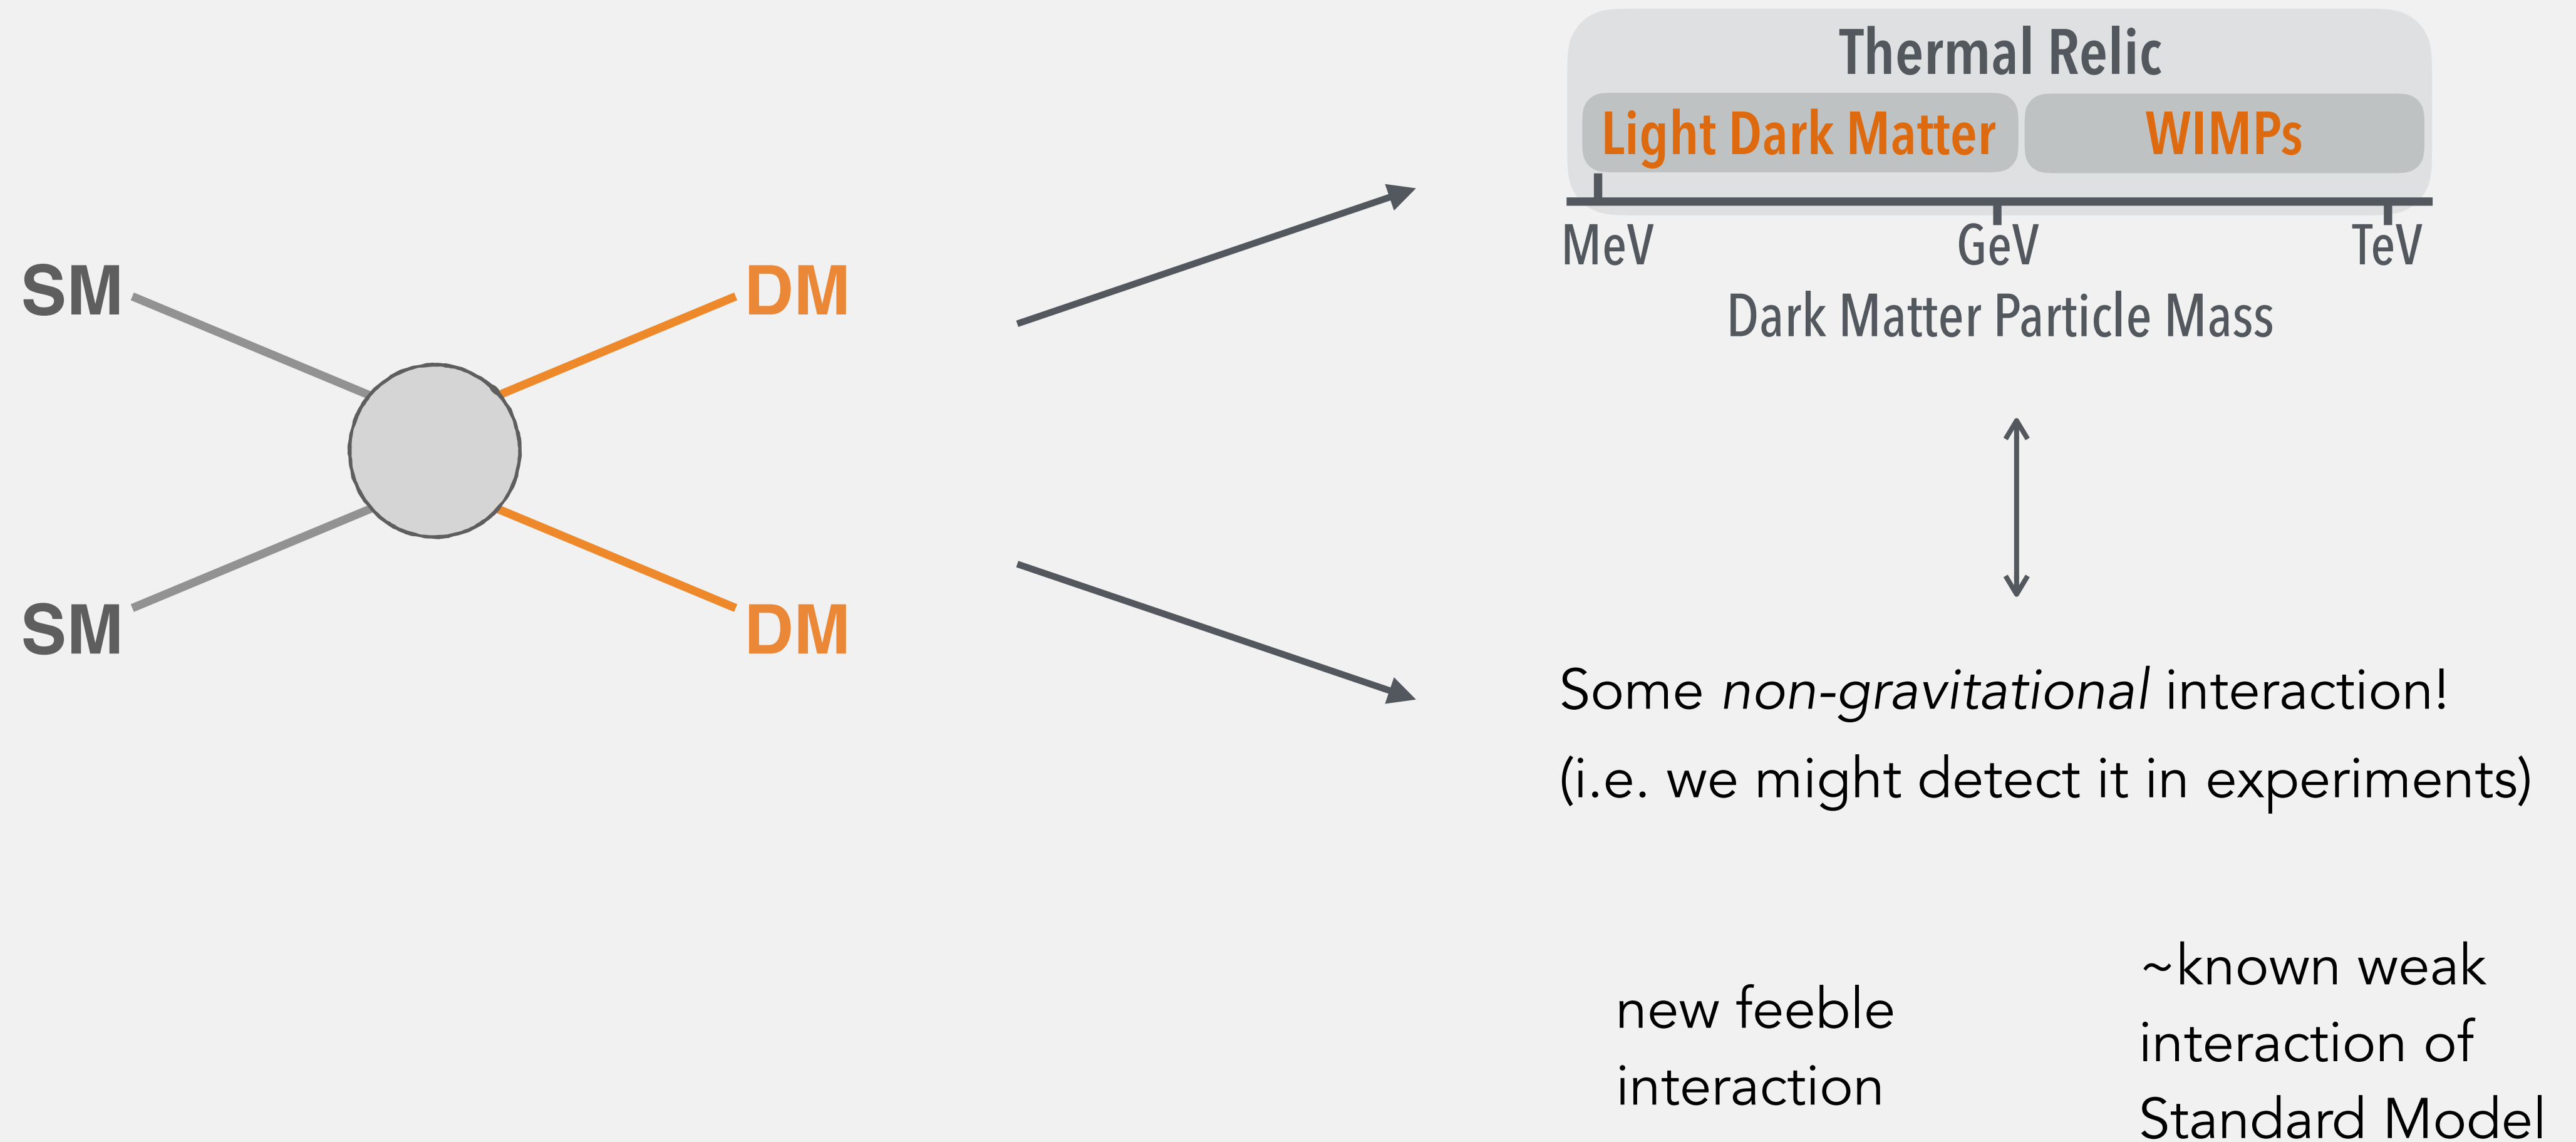 SM
DM
SM
DM
Thermal Relic
Light Dark Matter
WIMPs
MeV
GeV
TeV
Dark Matter Particle Mass
Some non-gravitational interaction!
(i.e. we might detect it in experiments)
new feeble
interaction
~known weak
interaction of
Standard Model